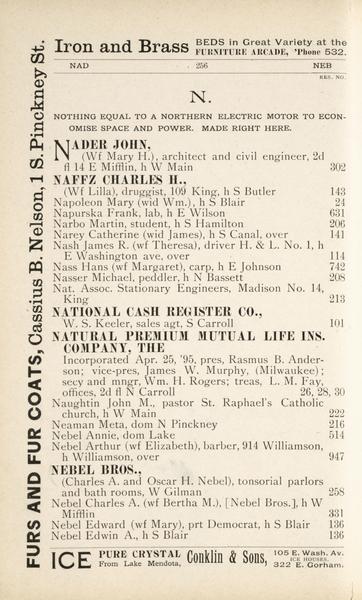 Iron and Brass BEDS in Great Variety at the
FURNITURE ARCADE, 'Phone 532.
NAD 256 NEB
RES. NO.
N.
NOTHING EQUAL TO A NORTHERN ELECTRIC MOTOR TO ECON-
OMISE SPACE AND POWER. MADE RIGHT HERE.
NADER JOHN,
(Wf Mary H.), architect and civil engineer, 2d
fl 14 E Mifflin, h W Main 302
NAFFZ CHARLES H.,
(Wf Lilla), druggist, 109 King, h S Butler 143
Napoleon Mary (wid Wm.), h S Blair 24
Napurska Frank, lab, h E Wilson 631
Narbo Martin, student, h S Hamilton 206
Narey Catherine (wid James), h S Canal, over 141
Nash James R. (wf Theresa), driver H. & L. No. 1, h
E Washington ave, over 114
Nass Hans (wf Margaret), carp, h E Johnson 742
Nasser Michael, peddler, h N Bassett 208
Nat. Assoc. Stationary Engineers, Madison No. 14,
King 213
NATIONAL CASH REGISTER CO.,
W. S. Keeler, sales agt, S Carroll 101
NATURAL PREMIUM MUTUAL LIFE INS.
COMPANY, THE
Incorporated Apr. 25, '95, pres, Rasmus B. Ander-
son; vice-pres, James W. Murphy, (Milwaukee);
secy and mngr, Wm. H. Rogers; treas, L. M. Fay,
offices, 2d fl N Carroll 26, 28, 30
Naughtin John M., pastor St. Raphael's Catholic
church, h W Main 222
Neaman Meta, dom N Pinckney 216
Nebel Annie, dom Lake 514
Nebel Arthur (wf Elizabeth), barber, 914 Williamson,
h Williamson, over 947
NEBEL BROS.,
(Charles A. and Oscar H. Nebel), tonsorial parlors
and bath rooms, W Gilman 258
Nebel Charles A. (wf Bertha M.), [Nebel Bros.], h W
Mifflin 331
Nebel Edward (wf Mary), prt Democrat, h S Blair 136
Nebel Edwin A., h S Blair 136
ICE PURE CRYSTAL From Lake Mendota, Conklin & Sons, 105 E. Wash. Av.
ICE HOUSES,
322 E. Gorham.
FURS AND FUR COATS, Cassius B. Nelson, 1 S. Pinckney St.